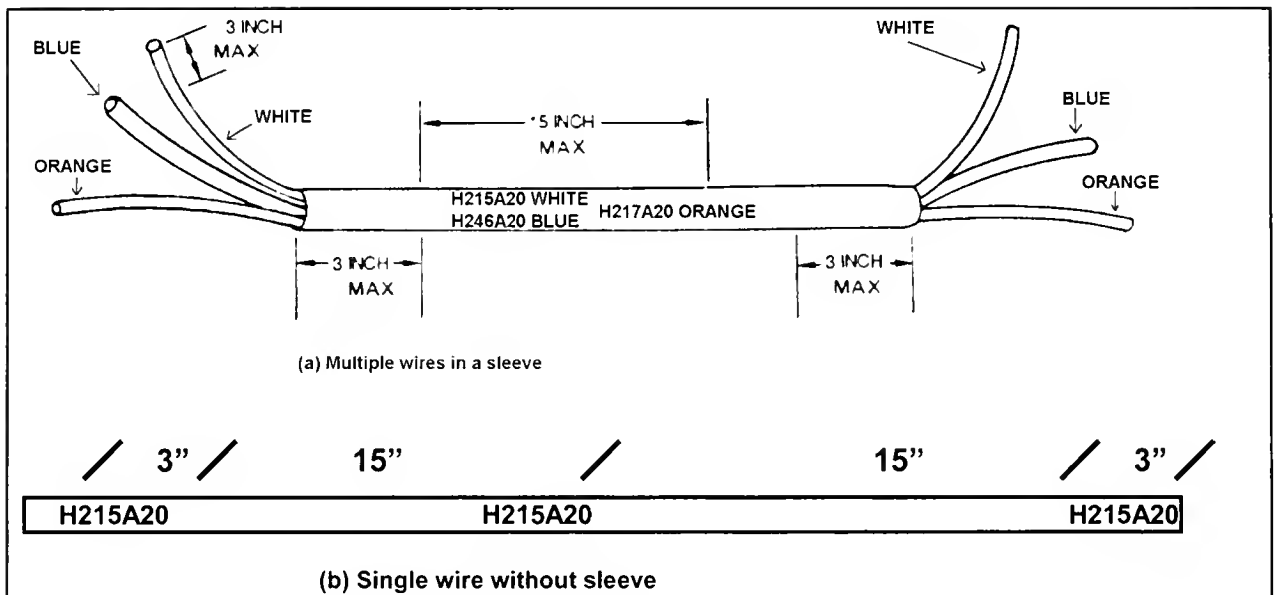 3 INCH
MAX
BLUE
WHITE
ORANGE
WHITE
BLUE
ORANGE
15 INCH
MAX
H215A20 WHITE
H246A20 BLUE
H217A20 ORANGE
3 INCH
MAX
3 INCH
MAX
(a) Multiple wires in a sleeve
3” 15” 15” 3”
H215A20 H215A20 H215A20
(b) Single wire without sleeve